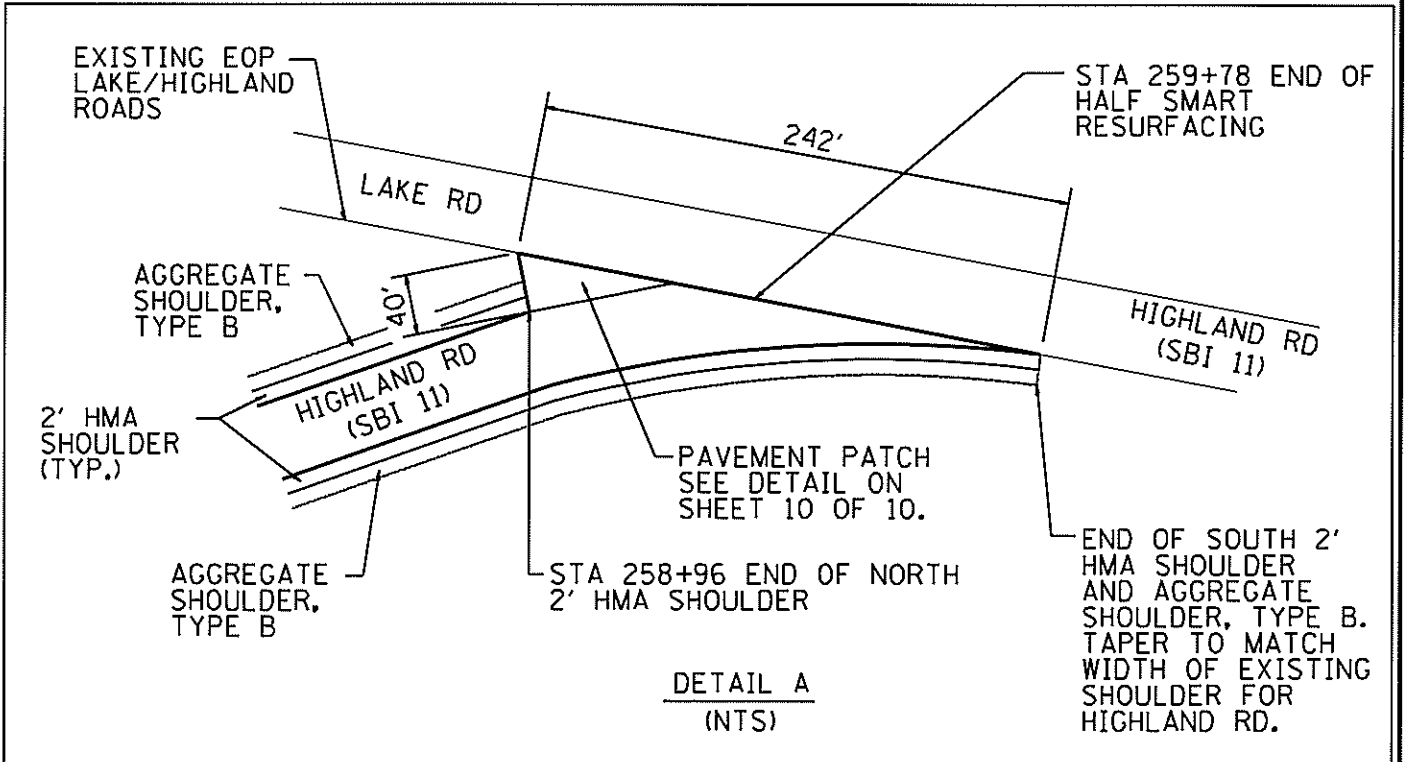 EXISTING EOP
LAKE/HIGHLAND
ROADS
STA 259+78 END OF
HALF SMART
RESURFACING
242'
LAKE RD
AGGREGATE
SHOULDER,
TYPE B
40'
HIGHLAND RD
(SBI 11)
HIGHLAND RD
(SBI 11)
2' HMA
SHOULDER
(TYP.)
PAVEMENT PATCH
SEE DETAIL ON
SHEET 10 OF 10.
AGGREGATE
SHOULDER,
TYPE B
STA 258+96 END OF NORTH
2' HMA SHOULDER
END OF SOUTH 2'
HMA SHOULDER
AND AGGREGATE
SHOULDER, TYPE B.
TAPER TO MATCH
WIDTH OF EXISTING
SHOULDER FOR
HIGHLAND RD.
DETAIL A
(NTS)